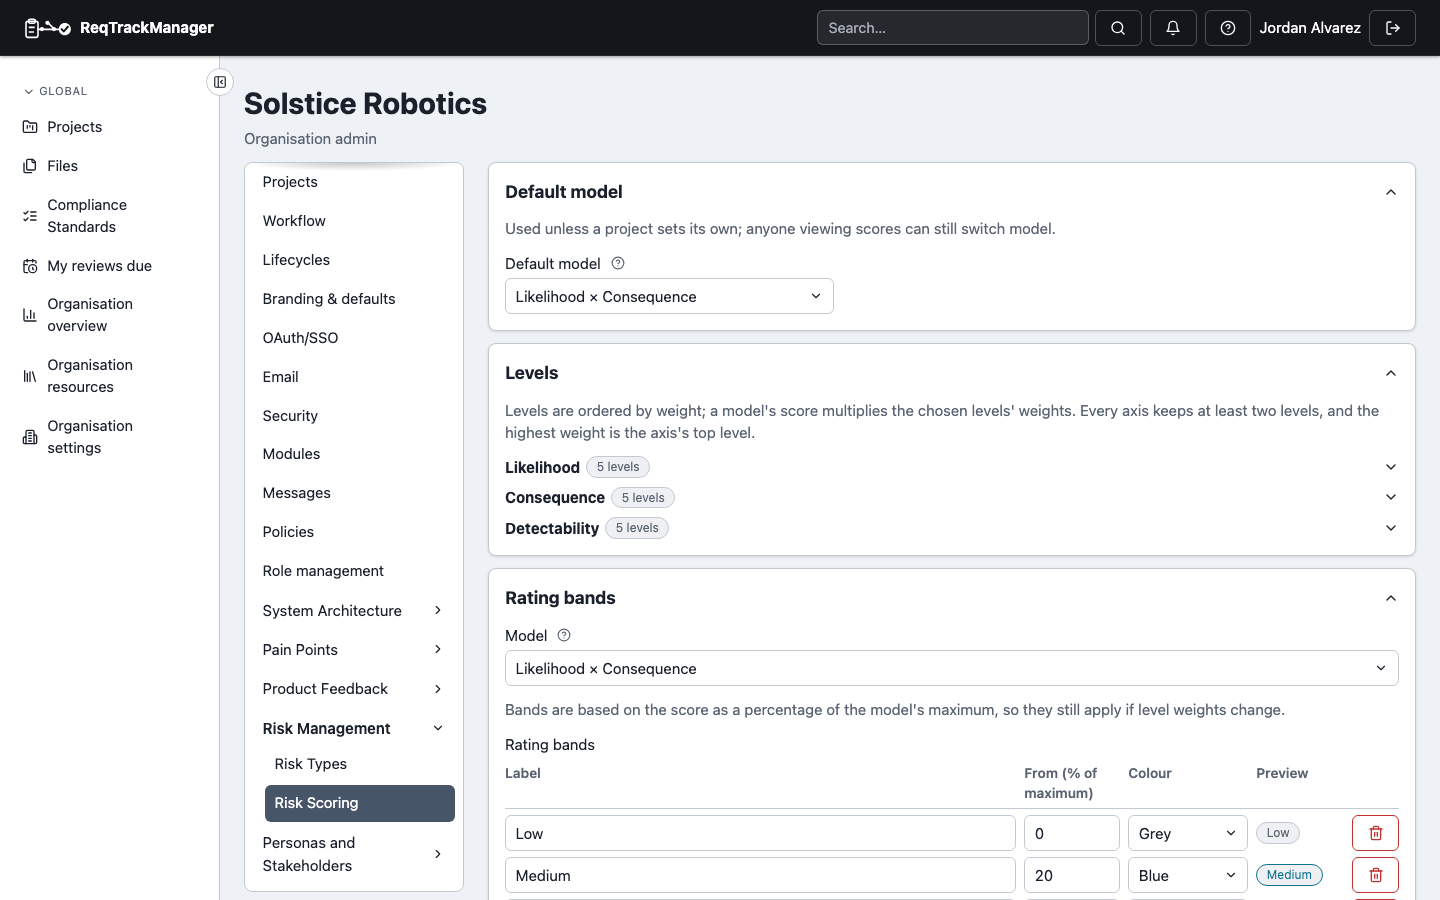 ReqTrackManager
Search...
Jordan Alvarez
GLOBAL
Projects
Files
Compliance
Standards
My reviews due
Organisation
overview
Organisation
resources
Organisation
settings
Solstice Robotics
Organisation admin
Projects
Workflow
Lifecycles
Branding & defaults
OAuth/SSO
Email
Security
Modules
Messages
Policies
Role management
System Architecture
Pain Points
Product Feedback
Risk Management
Risk Types
Risk Scoring
Personas and
Stakeholders
Default model
Used unless a project sets its own; anyone viewing scores can still switch model.
Default model
Likelihood × Consequence
Levels
Levels are ordered by weight; a model's score multiplies the chosen levels' weights. Every axis keeps at least two levels, and the
highest weight is the axis's top level.
Likelihood 5 levels
Consequence 5 levels
Detectability 5 levels
Rating bands
Model
Likelihood × Consequence
Bands are based on the score as a percentage of the model's maximum, so they still apply if level weights change.
Rating bands
Label From (% of maximum) Colour Preview
Low 0 Grey Low
Medium 20 Blue Medium